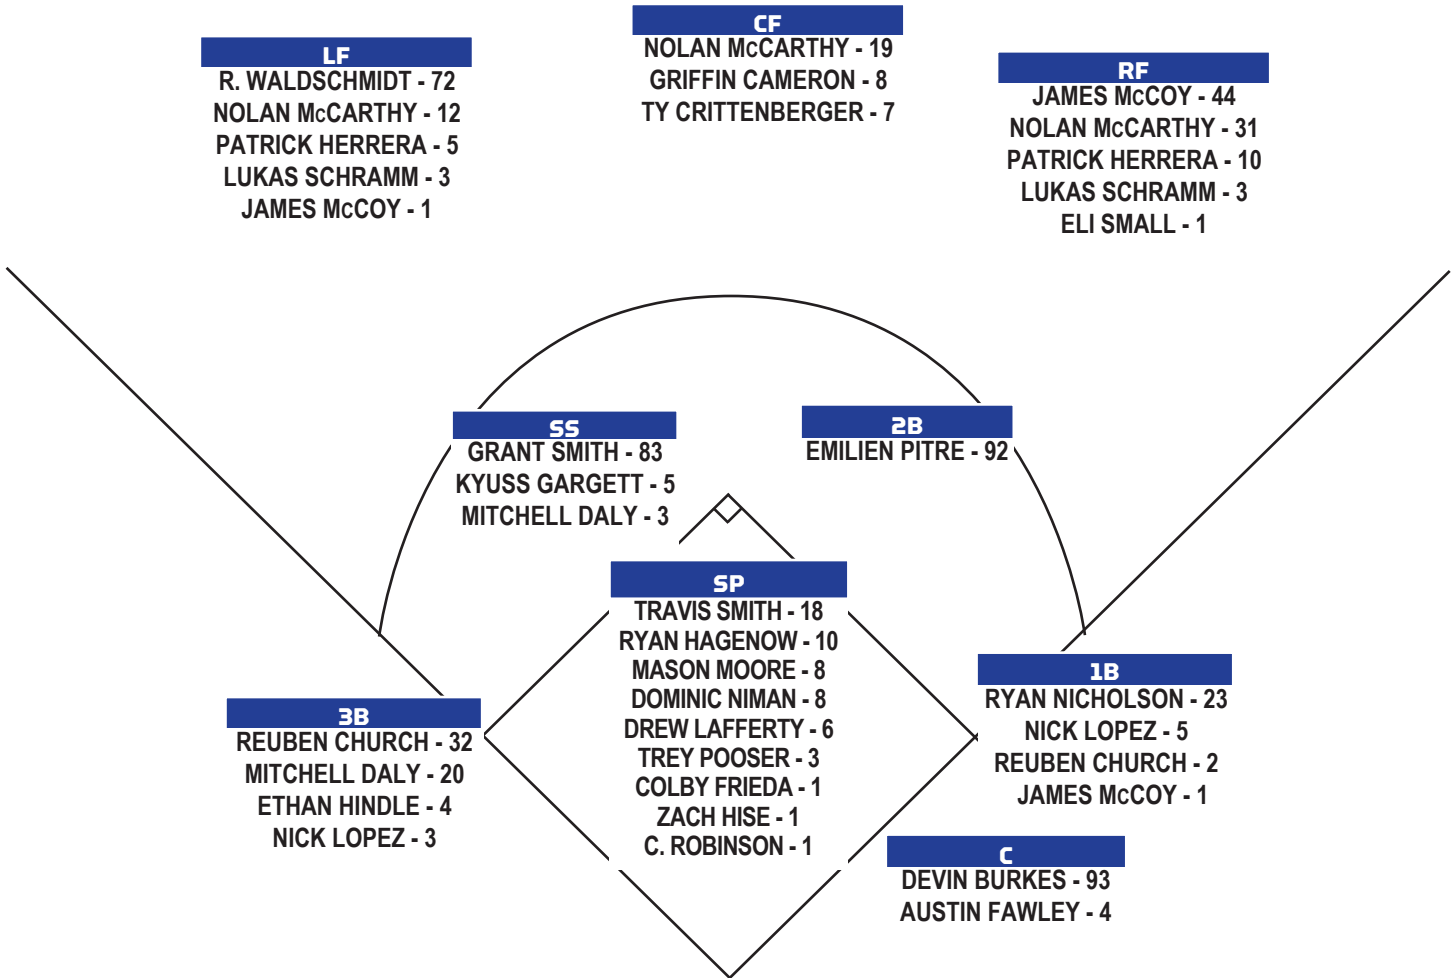 LF
R. WALDSCHMIDT - 72
NOLAN McCARTHY - 12
PATRICK HERRERA - 5
LUKAS SCHRAMM - 3
JAMES McCOY - 1
CF
NOLAN McCARTHY - 19
GRIFFIN CAMERON - 8
TY CRITTENBERGER - 7
RF
JAMES McCOY - 44
NOLAN McCARTHY - 31
PATRICK HERRERA - 10
LUKAS SCHRAMM - 3
ELI SMALL - 1
SS
GRANT SMITH - 83
KYUSS GARGETT - 5
MITCHELL DALY - 3
2B
EMILIEN PITRE - 92
SP
TRAVIS SMITH - 18
RYAN HAGENOW - 10
MASON MOORE - 8
DOMINIC NIMAN - 8
DREW LAFFERTY - 6
TREY POOSER - 3
COLBY FRIEDA - 1
ZACH HISE - 1
C. ROBINSON - 1
3B
REUBEN CHURCH - 32
MITCHELL DALY - 20
ETHAN HINDLE - 4
NICK LOPEZ - 3
1B
RYAN NICHOLSON - 23
NICK LOPEZ - 5
REUBEN CHURCH - 2
JAMES McCOY - 1
C
DEVIN BURKES - 93
AUSTIN FAWLEY - 4